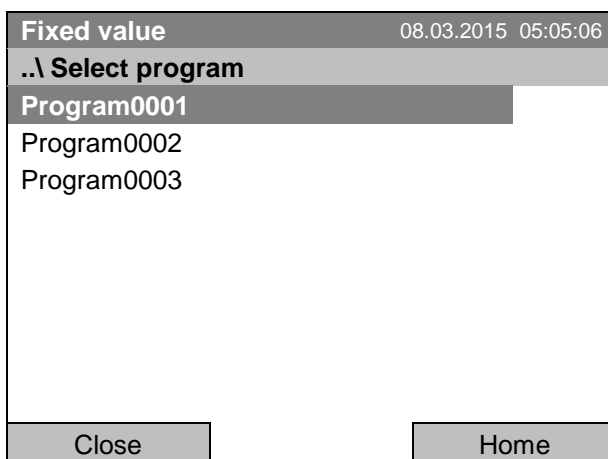 Fixed value 08.03.2015 05:05:06
..\ Select program
Program0001
Program0002
Program0003
Close Home